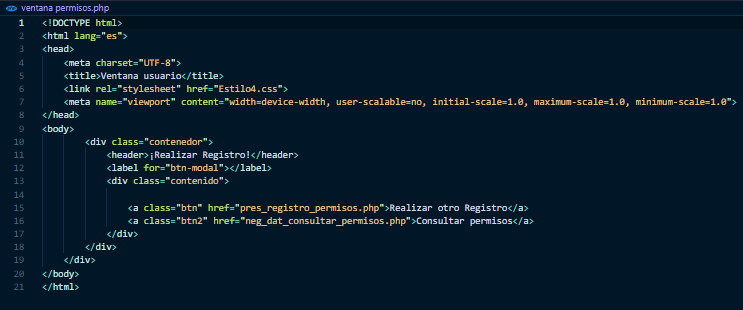 ventana permisos.php
1 <!DOCTYPE html>
2 <html lang="es">
3 <head>
4 <meta charset="UTF-8">
5 <title>Ventana usuario</title>
6 <link rel="stylesheet" href="Estilo4.css">
7 <meta name="viewport" content="width=device-width, user-scalable=no, initial-scale=1.0, maximum-scale=1.0, minimum-scale=1.0">
8 </head>
9 <body>
10 <div class="contenedor">
11 <header>¡Realizar Registro!</header>
12 <label for="btn-modal"></label>
13 <div class="contenido">
14
15 <a class="btn" href="pres_registro_permisos.php">Realizar otro Registro</a>
16 <a class="btn2" href="neg_dat_consultar_permisos.php">Consultar permisos</a>
17 </div>
18 </div>
19 </div>
20 </body>
21 </html>